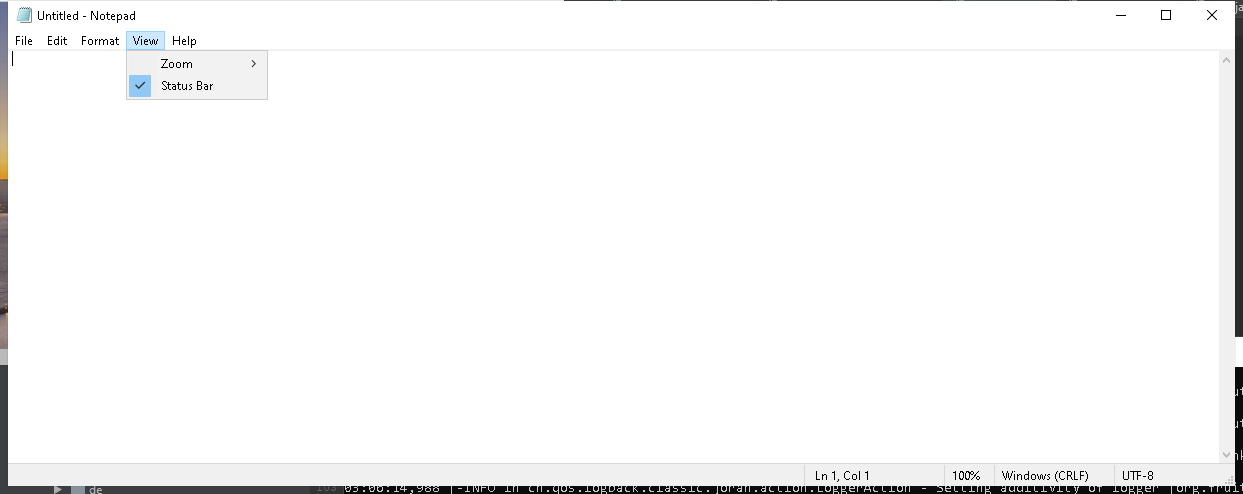 Untitled - Notepad
File Edit Format View Help
Zoom
Status Bar
Ln 1, Col 1 100% Windows (CRLF) UTF-8
de 03:06:14,988 |-INFO in ch.qos.logback.classic.joran.action.LoggerAction - Setting additivity of logger [org.fruit